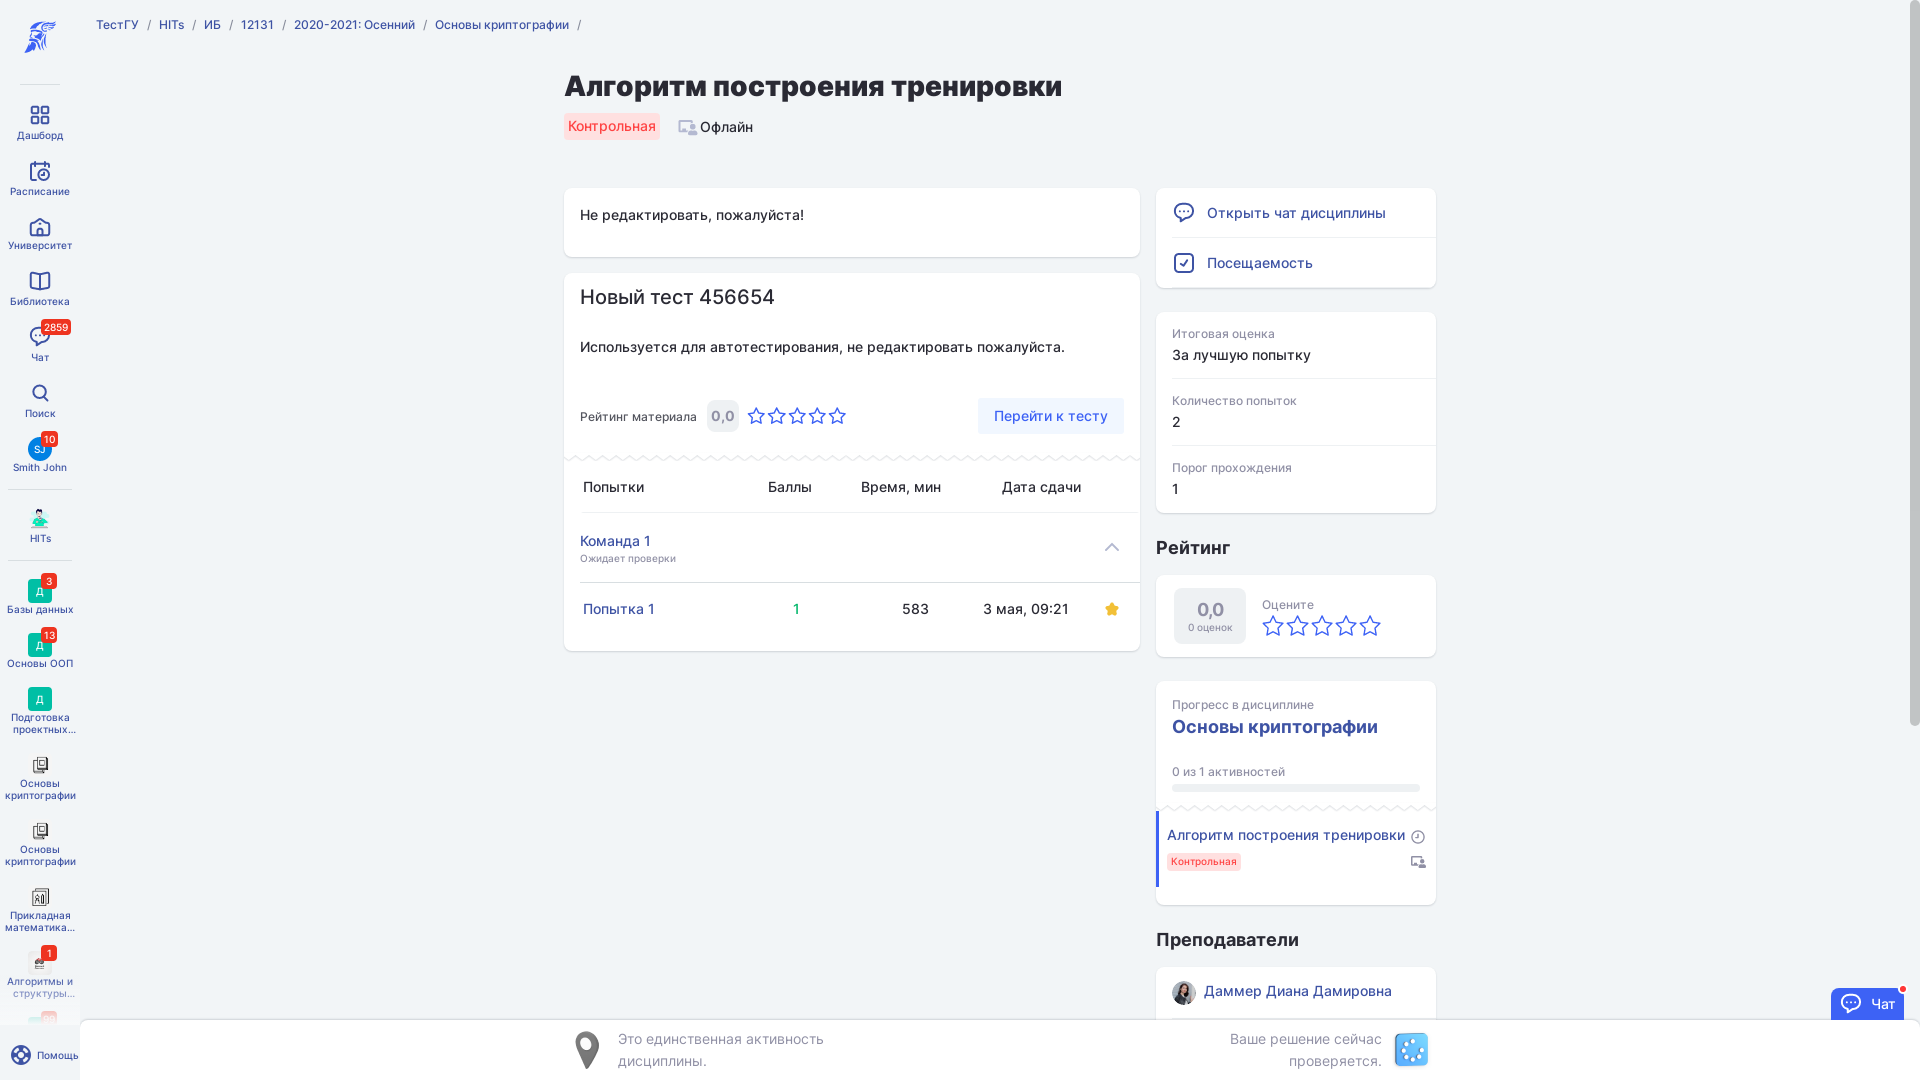 ТестГУ / HITs / ИБ / 12131 / 2020-2021: Осенний / Основы криптографии /
Алгоритм построения тренировки
Контрольная Офлайн
Дашборд
Расписание
Университет
Библиотека
2859
Чат
Поиск
10
SJ
Smith John
HITs
3
Д
Базы данных
13
Д
Основы ООП
Д
Подготовка
проектных...
Основы
криптографии
Основы
криптографии
Прикладная
математика...
1
Алгоритмы и
структуры...
Помощь
Не редактировать, пожалуйста!
Новый тест 456654
Используется для автотестирования, не редактировать пожалуйста.
Рейтинг материала 0,0 Перейти к тесту
Попытки Баллы Время, мин Дата сдачи
Команда 1
Ожидает проверки
Попытка 1 1 583 3 мая, 09:21
Открыть чат дисциплины
Посещаемость
Итоговая оценка
За лучшую попытку
Количество попыток
2
Порог прохождения
1
Рейтинг
0,0
0 оценок
Оцените
Прогресс в дисциплине
Основы криптографии
0 из 1 активностей
Алгоритм построения тренировки
Контрольная
Преподаватели
Даммер Диана Дамировна
Чат
Это единственная активность
дисциплины.
Ваше решение сейчас
проверяется.